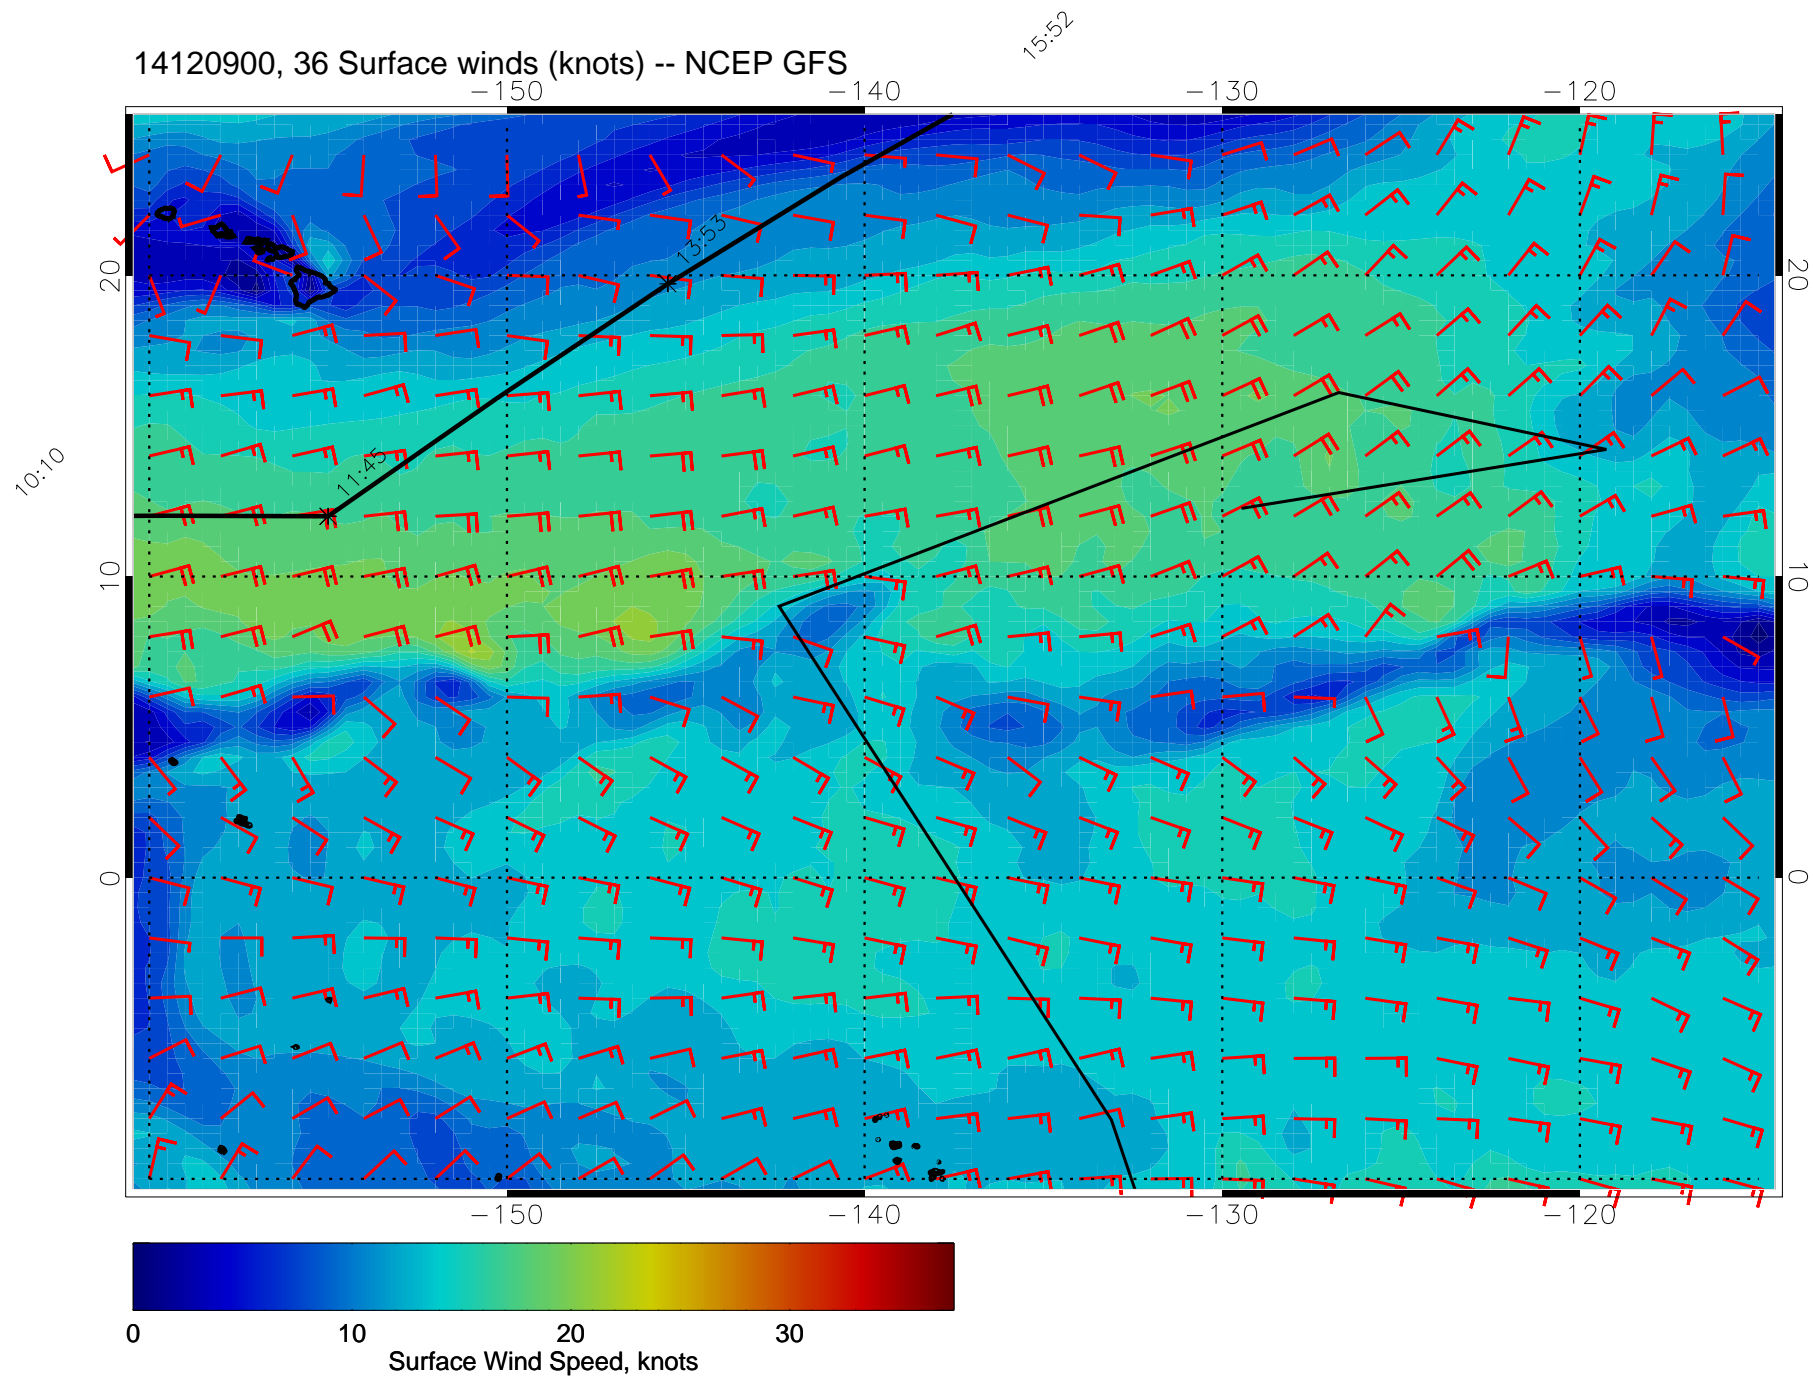 15:52
14120900, 36 Surface winds (knots) -- NCEP GFS
−150 −140 −130 −120
13:53
20 20
11:45
10:10
10 10
0 0
−150 −140 −130 −120
0 10 20 30
Surface Wind Speed, knots